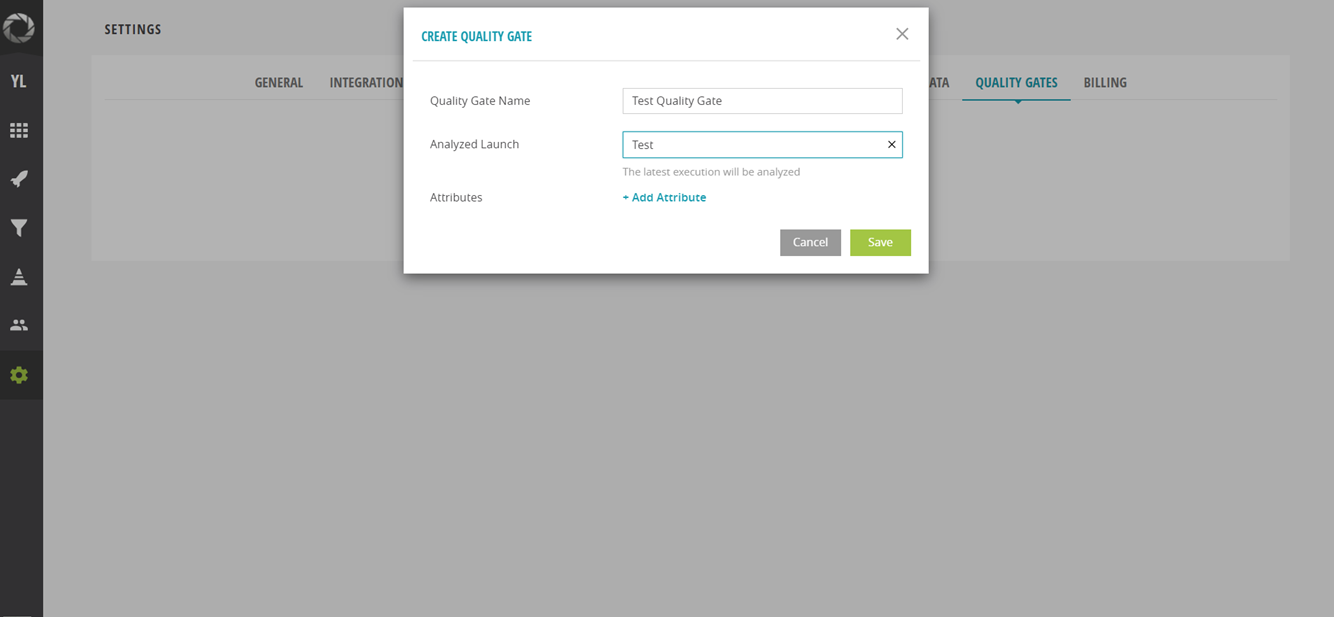 SETTINGS
YL
CREATE QUALITY GATE
GENERAL INTEGRATION ATA QUALITY GATES BILLING
Quality Gate Name Test Quality Gate
Analyzed Launch Test
The latest execution will be analyzed
Attributes + Add Attribute
Cancel Save